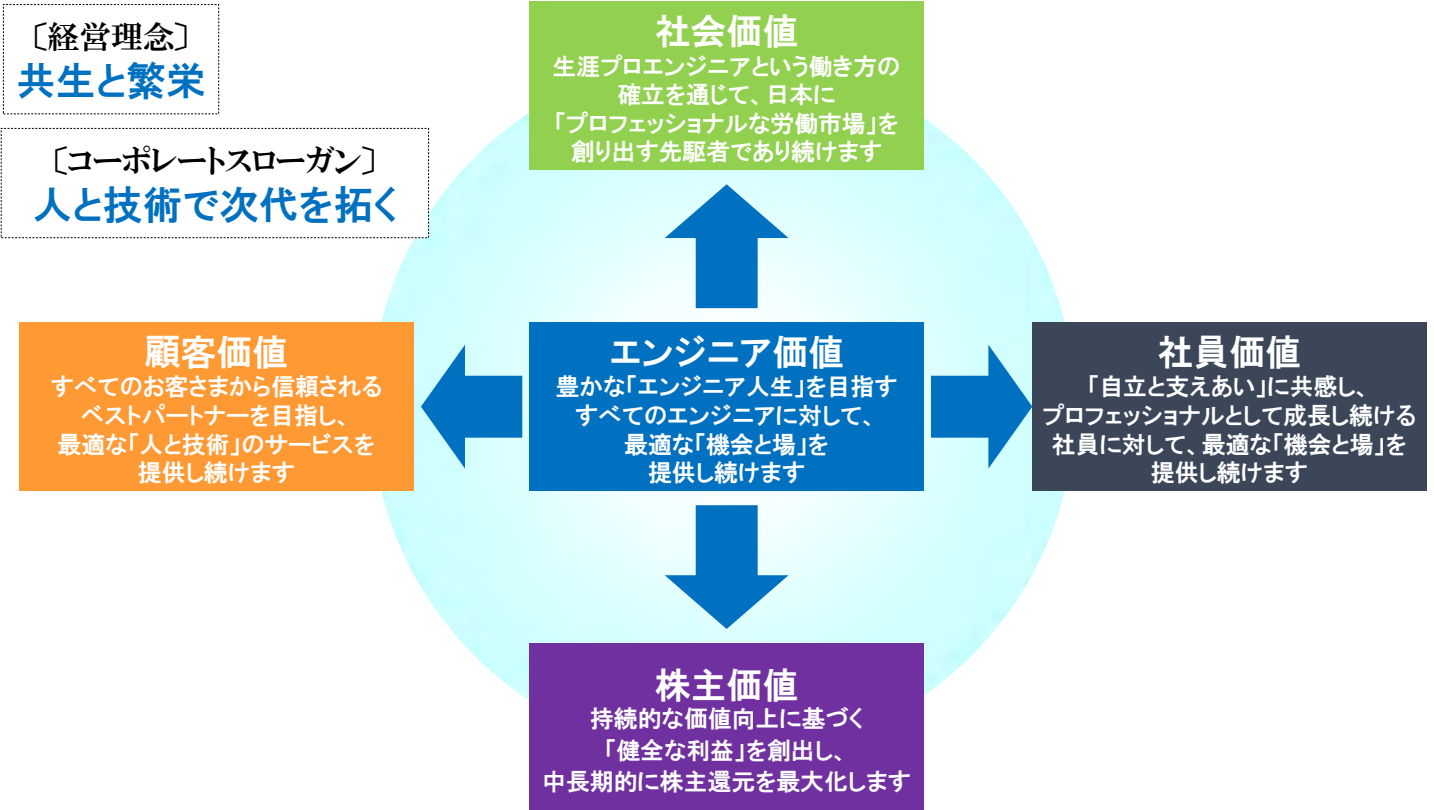 〔経営理念〕
共生と繁栄
〔コーポレートスローガン〕
人と技術で次代を拓く
社会価値
生涯プロエンジニアという働き方の
確立を通じて、日本に
「プロフェッショナルな労働市場」を
創り出す先駆者であり続けます
顧客価値
すべてのお客さまから信頼される
ベストパートナーを目指し、
最適な「人と技術」のサービスを
提供し続けます
エンジニア価値
豊かな「エンジニア人生」を目指す
すべてのエンジニアに対して、
最適な「機会と場」を
提供し続けます
社員価値
「自立と支えあい」に共感し、
プロフェッショナルとして成長し続ける
社員に対して、最適な「機会と場」を
提供し続けます
株主価値
持続的な価値向上に基づく
「健全な利益」を創出し、
中長期的に株主還元を最大化します